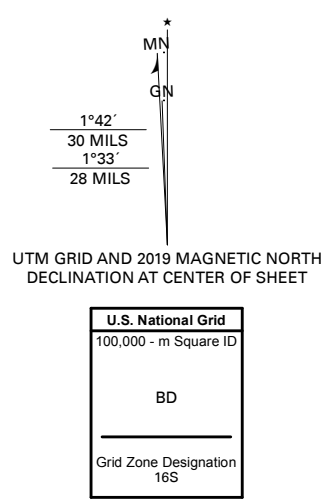 MN
GN
1°42´
30 MILS
1°33´
28 MILS
UTM GRID AND 2019 MAGNETIC NORTH
DECLINATION AT CENTER OF SHEET
U.S. National Grid
100,000 - m Square ID
BD
Grid Zone Designation
16S